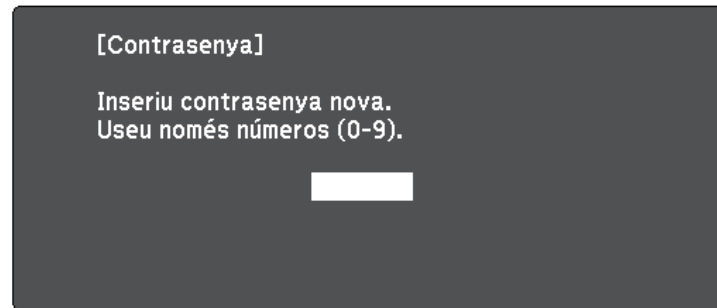 [Contrasenya]
Inseriu contrasenya nova.
Useu només números (0-9).